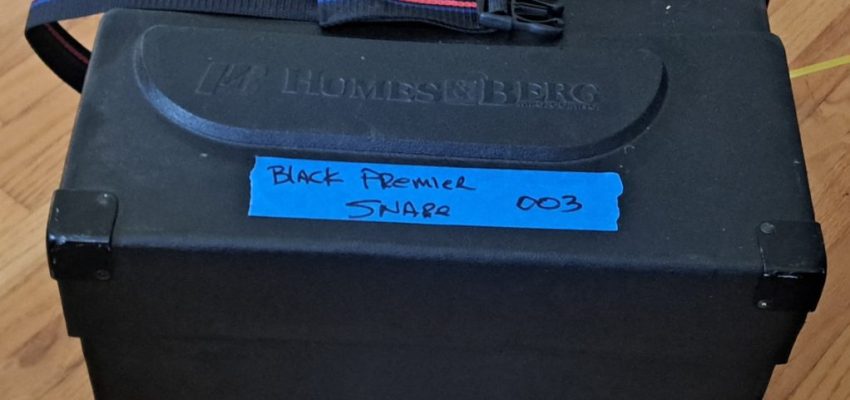 HUMES & BERG
BLACK PREMIER
SNARE 003